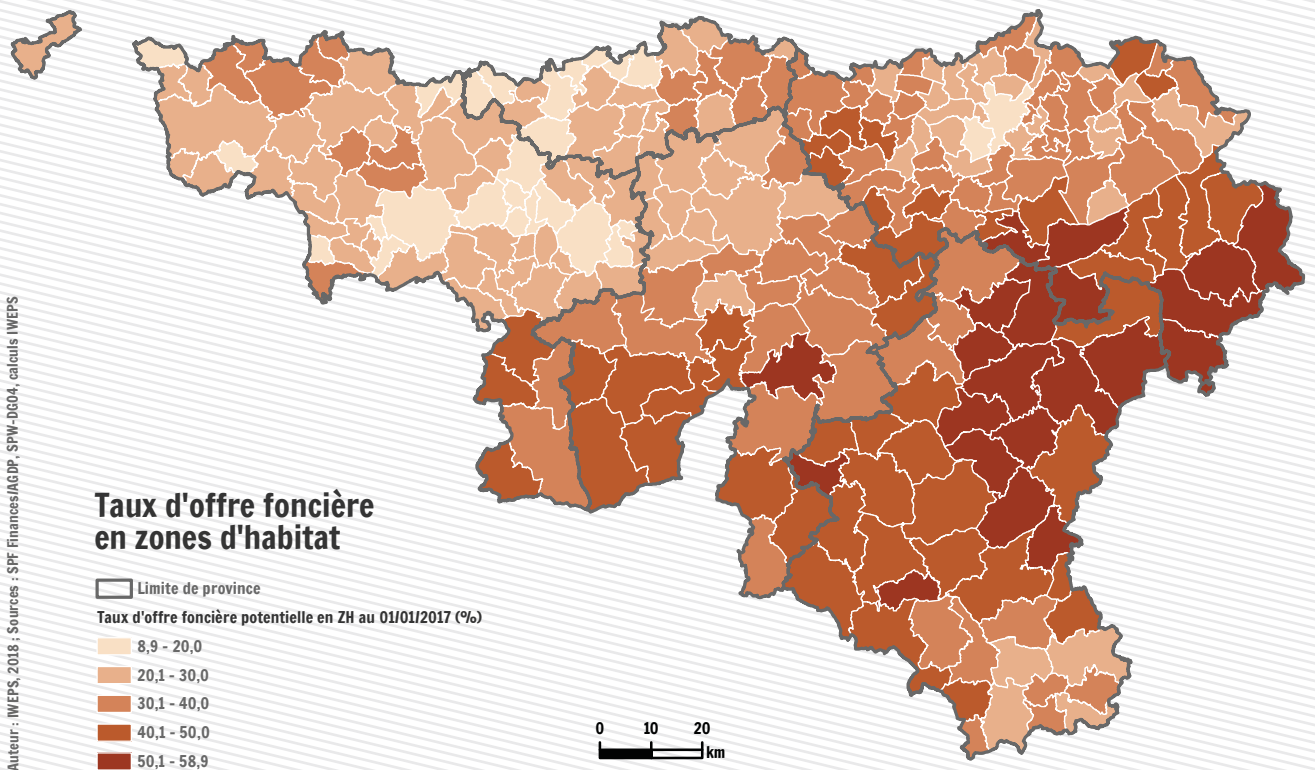 Taux d'offre foncière
en zones d'habitat
Limite de province
Taux d'offre foncière potentielle en ZH au 01/01/2017 (%)
8,9 - 20,0
20,1 - 30,0
30,1 - 40,0
40,1 - 50,0
50,1 - 58,9
0 10 20
km
Auteur : IWEPS, 2018 ; Sources : SPF Finances/AGDP, SPW-DG04, calculs IWEPS